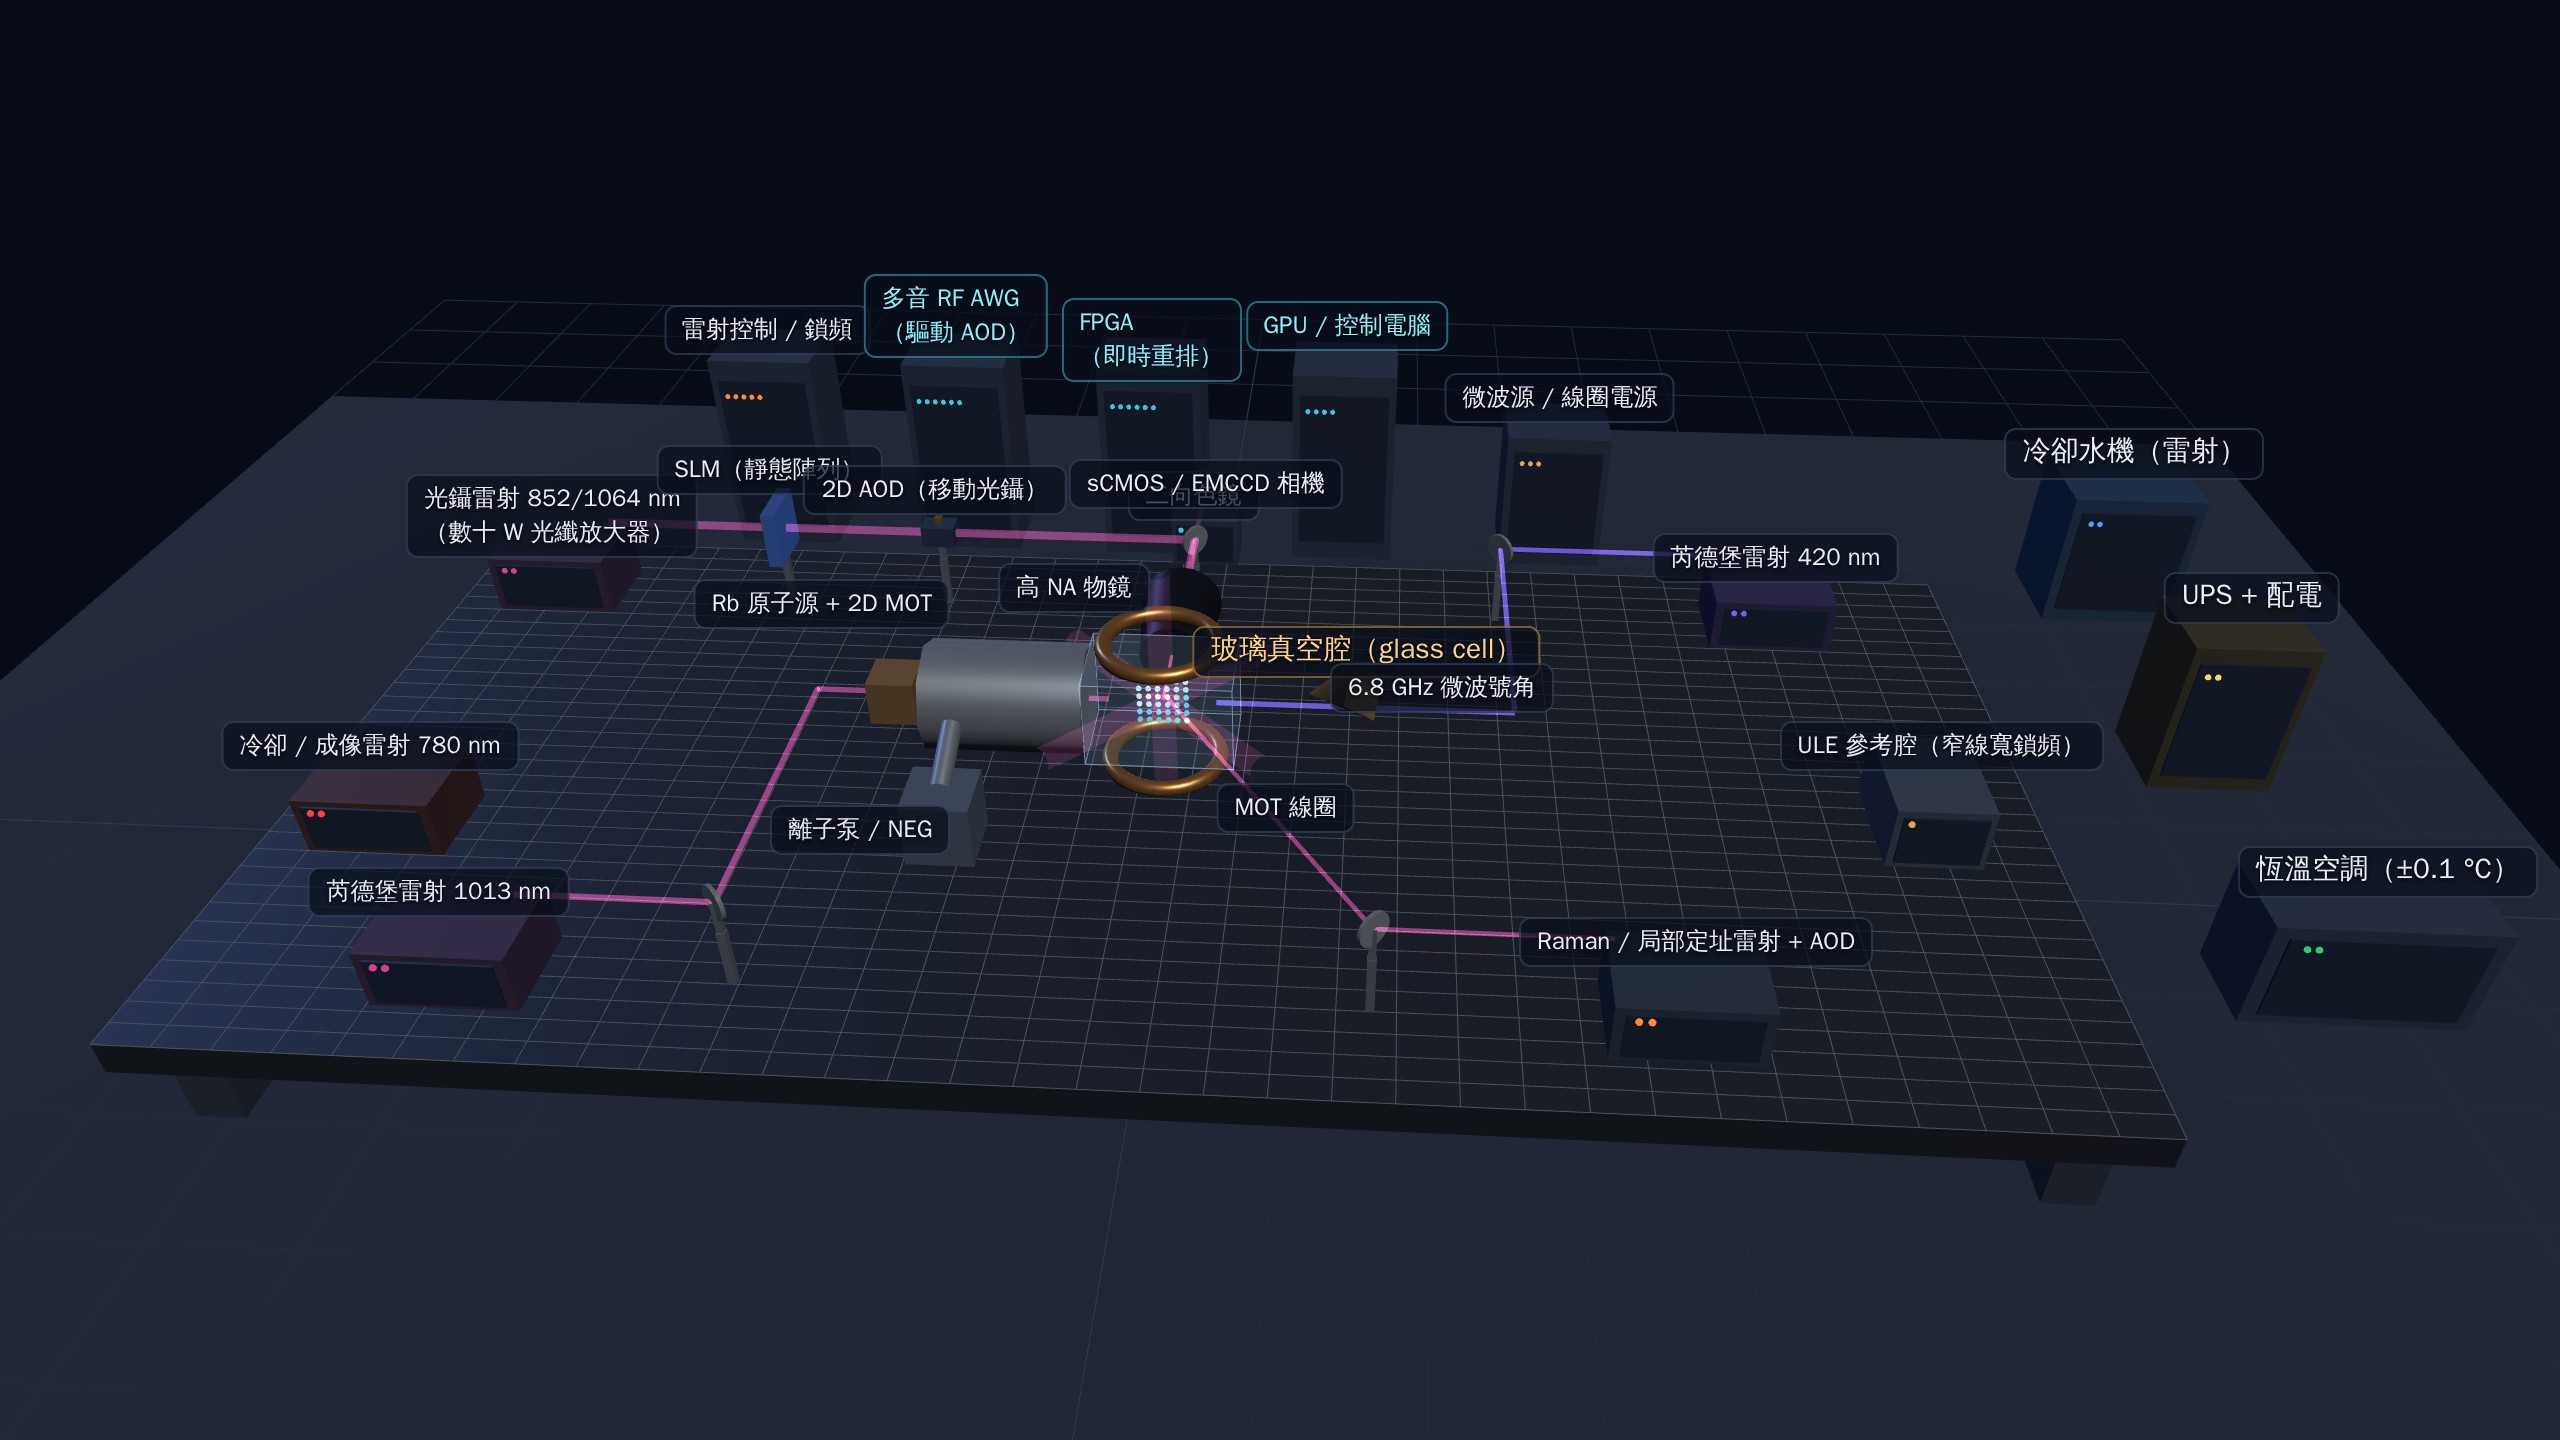 多音 RF AWG
（驅動 AOD）
雷射控制 / 鎖頻
FPGA
（即時重排）
GPU / 控制電腦
微波源 / 線圈電源
冷卻水機（雷射）
SLM（靜態陣列）
光鑷雷射 852/1064 nm
（數十 W 光纖放大器）
2D AOD（移動光鑷）
sCMOS / EMCCD 相機
二向色鏡
芮德堡雷射 420 nm
高 NA 物鏡
Rb 原子源 + 2D MOT
UPS + 配電
玻璃真空腔（glass cell）
6.8 GHz 微波號角
冷卻 / 成像雷射 780 nm
ULE 參考腔（窄線寬鎖頻）
MOT 線圈
離子泵 / NEG
恆溫空調（±0.1 °C）
芮德堡雷射 1013 nm
Raman / 局部定址雷射 + AOD